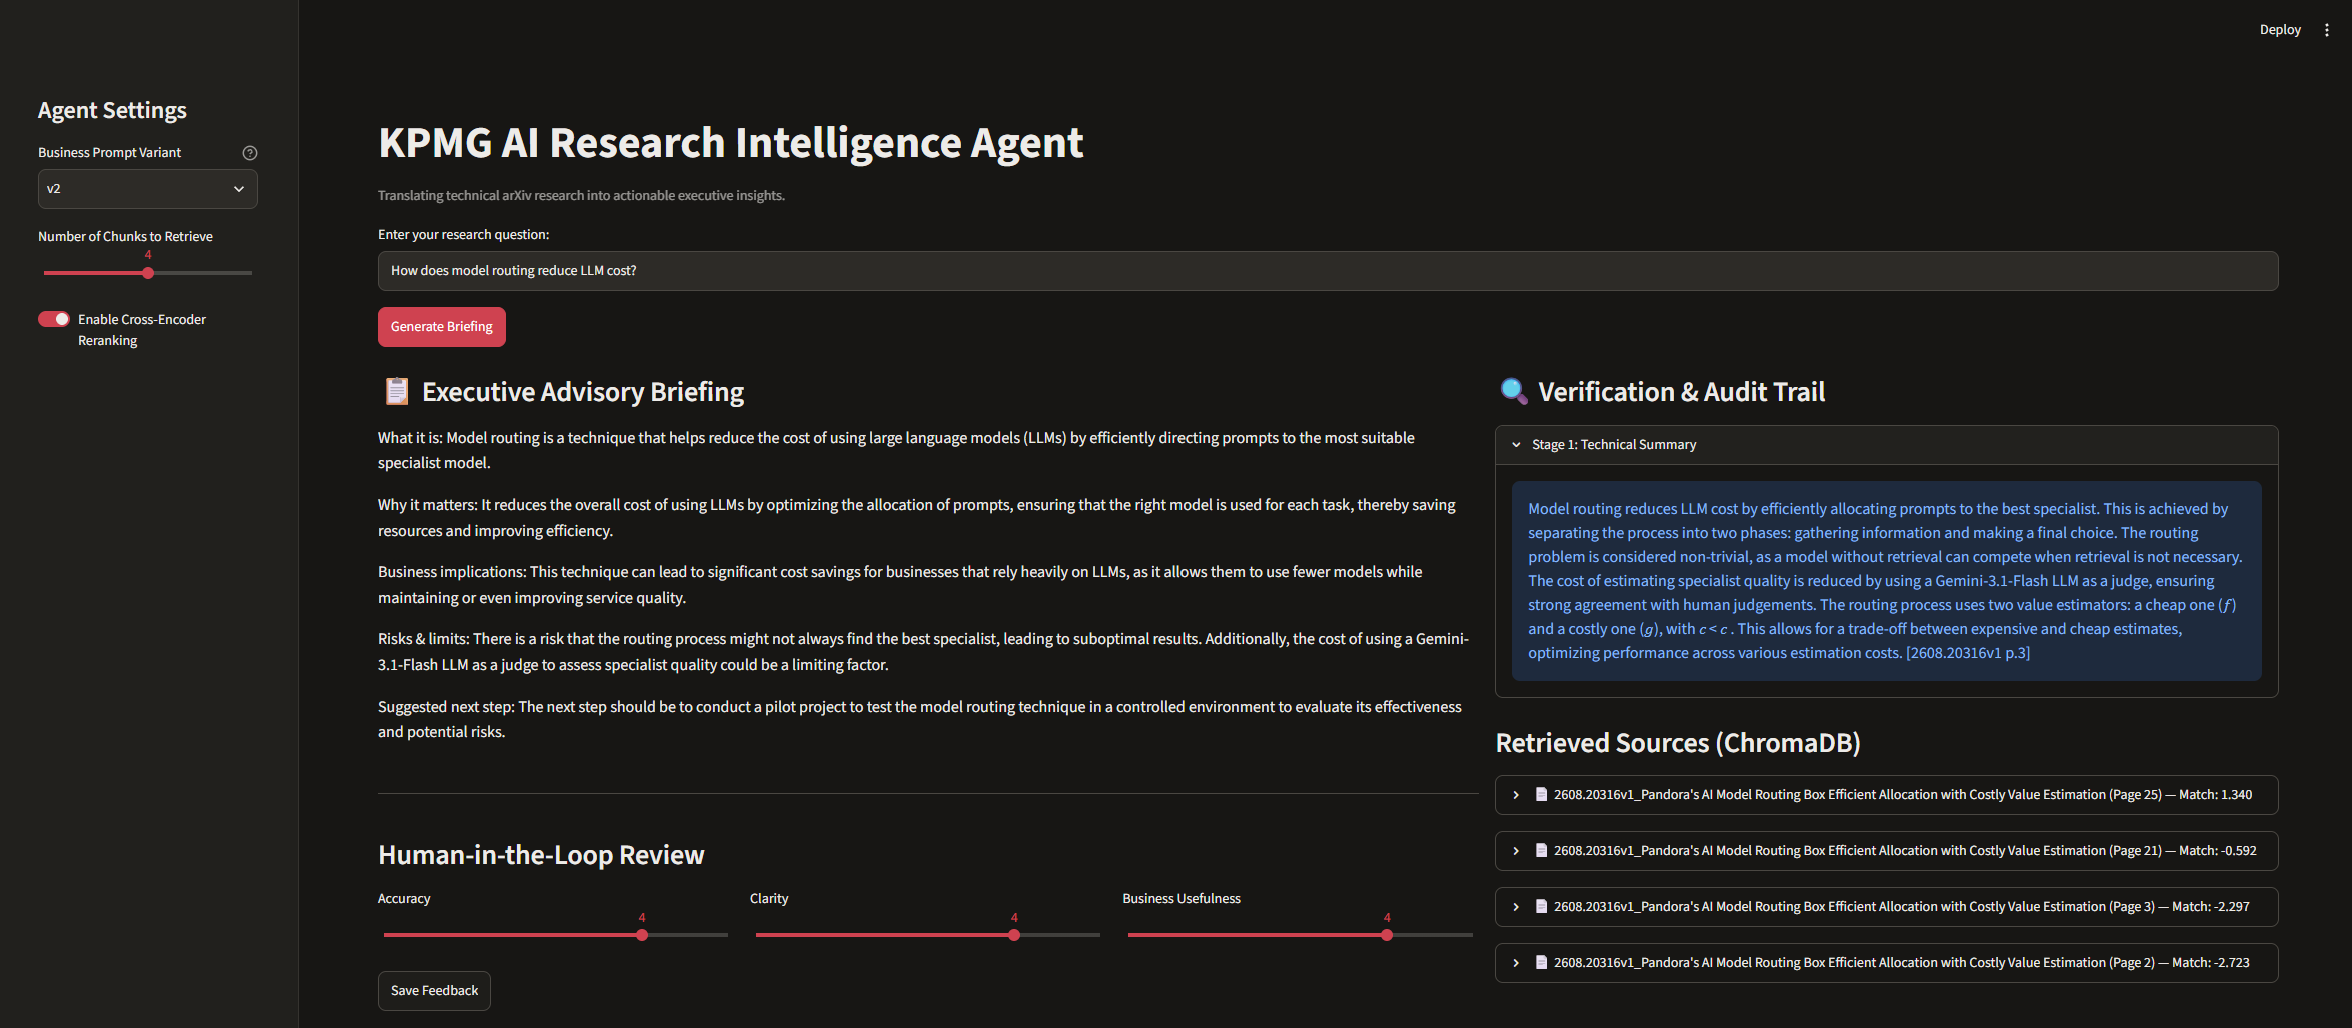 Deploy
Agent Settings
Business Prompt Variant
v2
Number of Chunks to Retrieve
4
Enable Cross-Encoder
Reranking
KPMG AI Research Intelligence Agent
Translating technical arXiv research into actionable executive insights.
Enter your research question:
How does model routing reduce LLM cost?
Generate Briefing
Executive Advisory Briefing
What it is: Model routing is a technique that helps reduce the cost of using large language models (LLMs) by efficiently directing prompts to the most suitable
specialist model.
Why it matters: It reduces the overall cost of using LLMs by optimizing the allocation of prompts, ensuring that the right model is used for each task, thereby saving
resources and improving efficiency.
Business implications: This technique can lead to significant cost savings for businesses that rely heavily on LLMs, as it allows them to use fewer models while
maintaining or even improving service quality.
Risks & limits: There is a risk that the routing process might not always find the best specialist, leading to suboptimal results. Additionally, the cost of using a Gemini-
3.1-Flash LLM as a judge to assess specialist quality could be a limiting factor.
Suggested next step: The next step should be to conduct a pilot project to test the model routing technique in a controlled environment to evaluate its effectiveness
and potential risks.
Human-in-the-Loop Review
Accuracy
4
Clarity
4
Business Usefulness
4
Save Feedback
Verification & Audit Trail
Stage 1: Technical Summary
Model routing reduces LLM cost by efficiently allocating prompts to the best specialist. This is achieved by
separating the process into two phases: gathering information and making a final choice. The routing
problem is considered non-trivial, as a model without retrieval can compete when retrieval is not necessary.
The cost of estimating specialist quality is reduced by using a Gemini-3.1-Flash LLM as a judge, ensuring
strong agreement with human judgements. The routing process uses two value estimators: a cheap one (𝑓)
and a costly one (𝑔), with 𝑐 < 𝑐 . This allows for a trade-off between expensive and cheap estimates,
optimizing performance across various estimation costs. [2608.20316v1 p.3]
Retrieved Sources (ChromaDB)
2608.20316v1_Pandora's AI Model Routing Box Efficient Allocation with Costly Value Estimation (Page 25) — Match: 1.340
2608.20316v1_Pandora's AI Model Routing Box Efficient Allocation with Costly Value Estimation (Page 21) — Match: -0.592
2608.20316v1_Pandora's AI Model Routing Box Efficient Allocation with Costly Value Estimation (Page 3) — Match: -2.297
2608.20316v1_Pandora's AI Model Routing Box Efficient Allocation with Costly Value Estimation (Page 2) — Match: -2.723